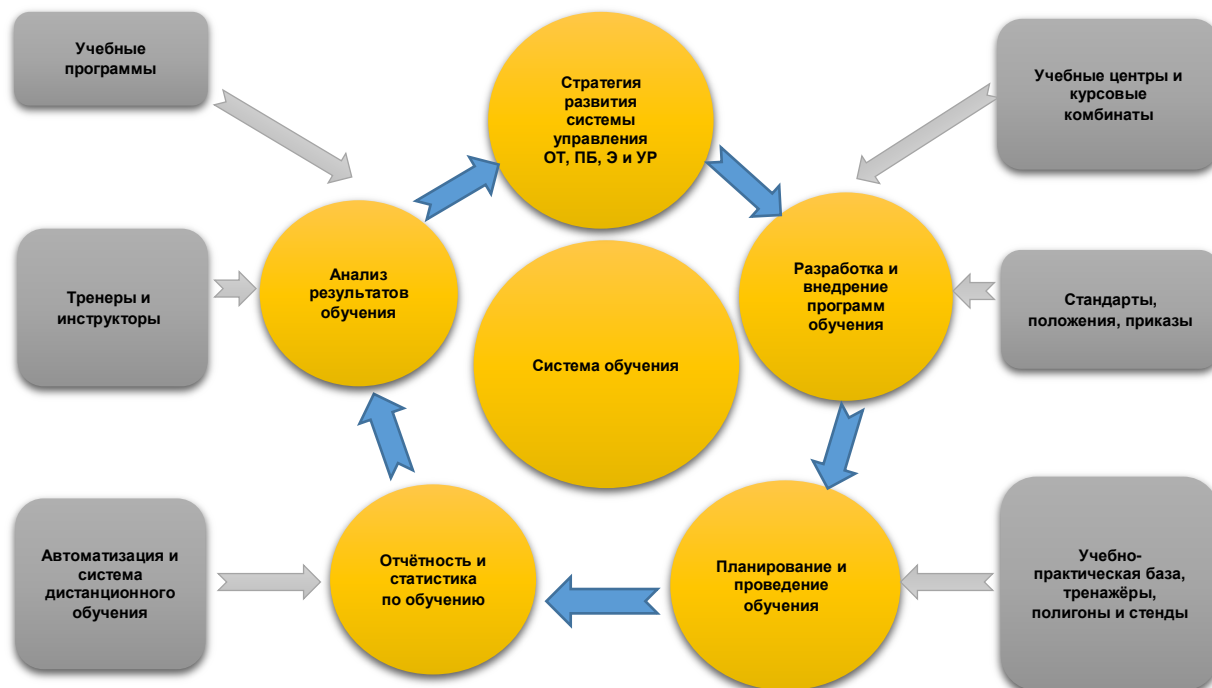 Учебные
программы
Стратегия
развития
системы
управления
ОТ, ПБ, Э и УР
Учебные центры и
курсовые
комбинаты
Тренеры и
инструкторы
Анализ
результатов
обучения
Разработка и
внедрение
программ
обучения
Стандарты,
положения, приказы
Система обучения
Автоматизация и
система
дистанционного
обучения
Отчётность и
статистика
по обучению
Планирование и
проведение
обучения
Учебно-
практическая база,
тренажёры,
полигоны и стенды